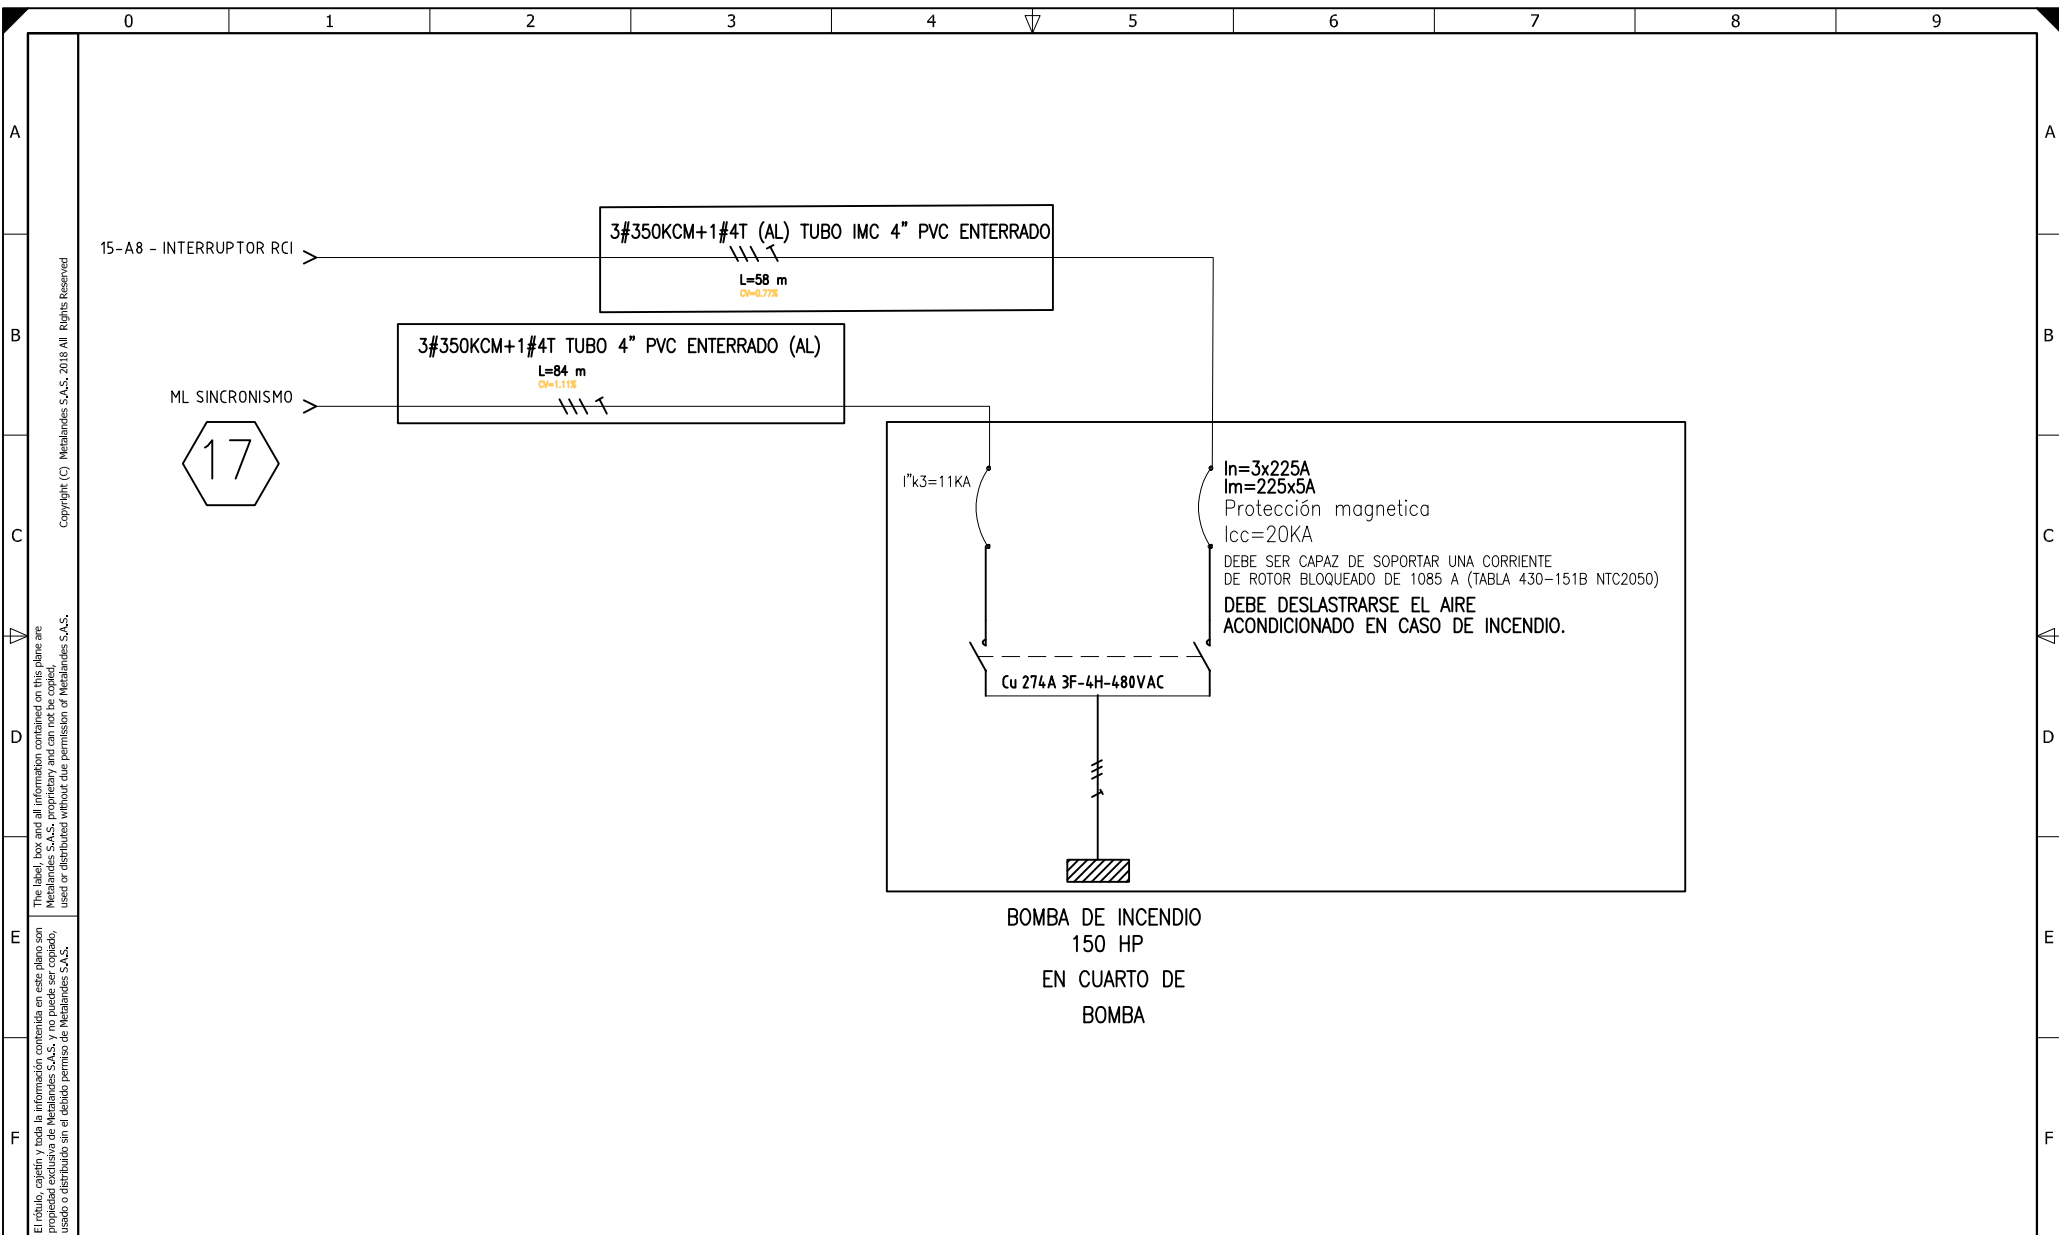 0 1 2 3 4 5 6 7 8 9
A A
3#350KCM+1#4T (AL) TUBO IMC 4" PVC ENTERRADO
15-A8 - INTERRUPTOR RCI
L=58 m
CV=0.77%
B B
3#350KCM+1#4T TUBO 4" PVC ENTERRADO (AL)
L=84 m
CV=1.11%
ML SINCRONISMO
17
I"k3=11KA
In=3x225A
Im=225x5A
Protección magnetica
Icc=20KA
C C
DEBE SER CAPAZ DE SOPORTAR UNA CORRIENTE
DE ROTOR BLOQUEADO DE 1085 A (TABLA 430-151B NTC2050)
DEBE DESLASTRARSE EL AIRE
ACONDICIONADO EN CASO DE INCENDIO.
Cu 274A 3F-4H-480VAC
D D
BOMBA DE INCENDIO
150 HP
EN CUARTO DE
BOMBA
E E
F F
The label, box and all information contained on this plane are
Metalandes S.A.S. proprietary and can not be copied,
used or distributed without due permission of Metalandes S.A.S.
Copyright (C) Metalandes S.A.S. 2018 All Rights Reserved
El rótulo, cajetín y toda la información contenida en este plano son
propiedad exclusiva de Metalandes S.A.S. y no puede ser copiado,
usado o distribuido sin el debido permiso de Metalandes S.A.S.